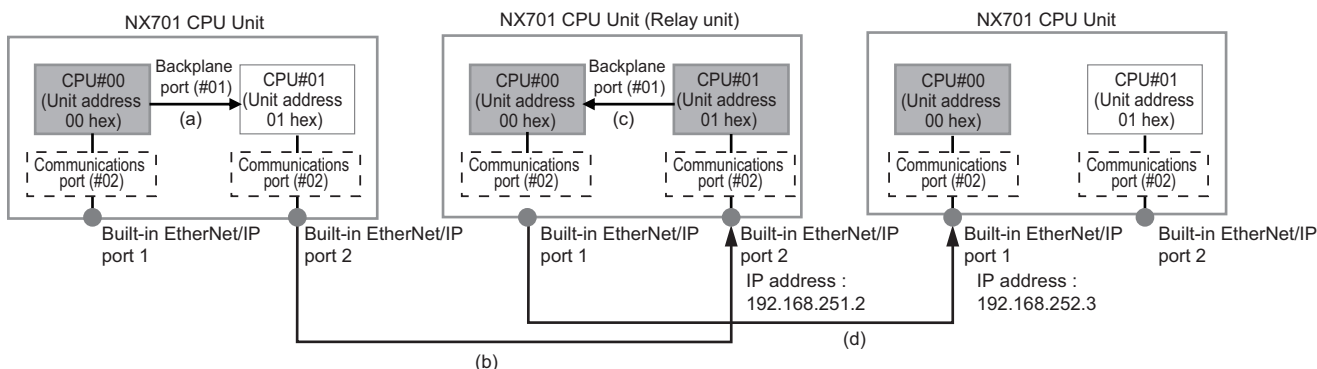 NX701 CPU Unit
CPU#00
(Unit address
00 hex)
Backplane
port (#01)
(a)
CPU#01
(Unit address
01 hex)
Communications
port (#02)
Communications
port (#02)
Built-in EtherNet/IP
port 1
Built-in EtherNet/IP
port 2
(b)
NX701 CPU Unit (Relay unit)
CPU#00
(Unit address
00 hex)
Backplane
port (#01)
(c)
CPU#01
(Unit address
01 hex)
Communications
port (#02)
Communications
port (#02)
Built-in EtherNet/IP
port 1
Built-in EtherNet/IP
port 2
IP address :
192.168.251.2
(d)
NX701 CPU Unit
CPU#00
(Unit address
00 hex)
CPU#01
(Unit address
01 hex)
Communications
port (#02)
Communications
port (#02)
Built-in EtherNet/IP
port 1
IP address :
192.168.252.3
Built-in EtherNet/IP
port 2